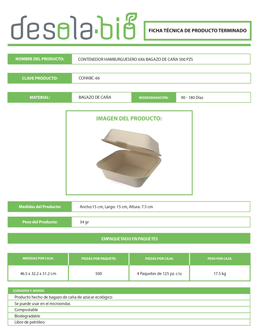 desola·bio
FICHA TÉCNICA DE PRODUCTO TERMINADO
NOMBRE DEL PRODUCTO: CONTENEDOR HAMBURGUESERO 6X6 BAGAZO DE CAÑA 500 PZS
CLAVE PRODUCTO: COHABC-66
MATERIAL: BAGAZO DE CAÑA BIODEGRADACIÓN: 90 - 180 Días
IMAGEN DEL PRODUCTO:
Medidas del Producto: Ancho:15 cm, Largo: 15 cm, Altura: 7.5 cm
Peso del Producto: 34 gr
EMPAQUETADO EN PAQUETES
MEDIDAS POR CAJA: PIEZAS POR PAQUETE: PIEZAS POR CAJA: PESO POR CAJA:
46.5 x 32.2 x 31.2 cm 500 4 Paquetes de 125 pz. c/u 17.5 kg
Producto hecho de bagazo de caña de azúcar ecológico
Se puede usar en el microondas
Compostable
Biodegradable
Libre de petróleo